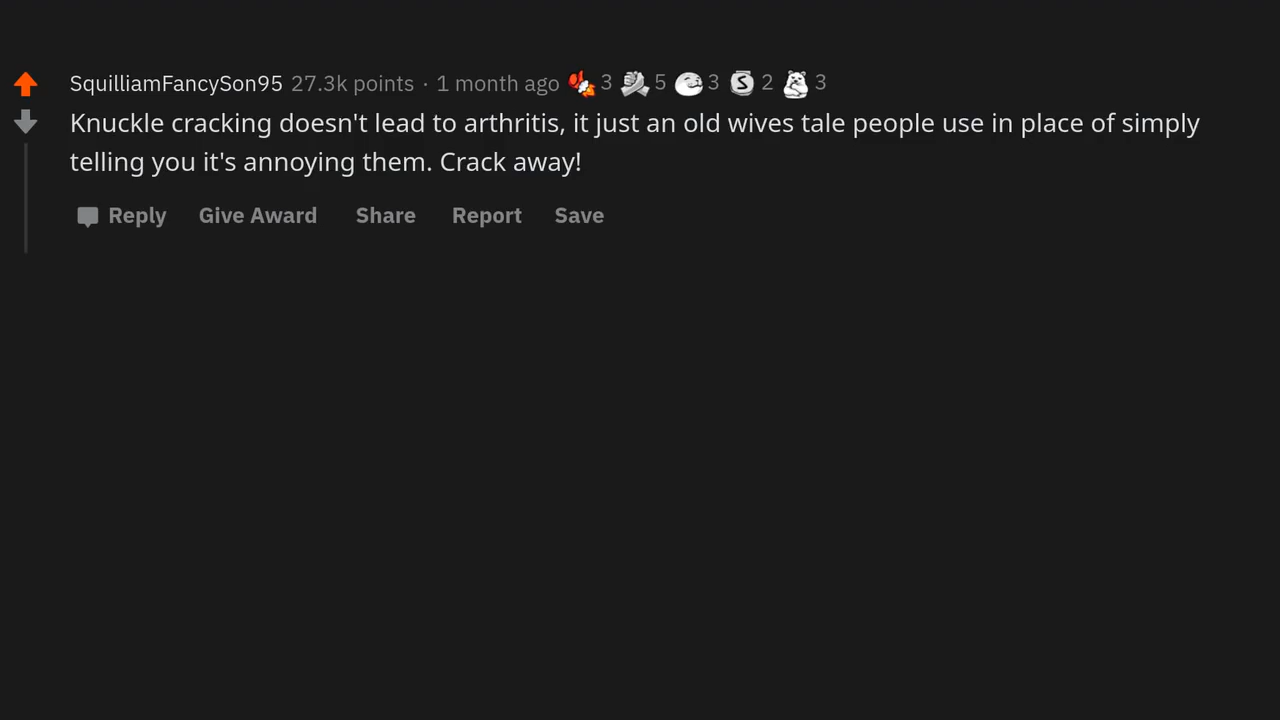 SquilliamFancySon95 27.3k points · 1 month ago 3 5 3 S 2 3
Knuckle cracking doesn't lead to arthritis, it just an old wives tale people use in place of simply
telling you it's annoying them. Crack away!
Reply Give Award Share Report Save